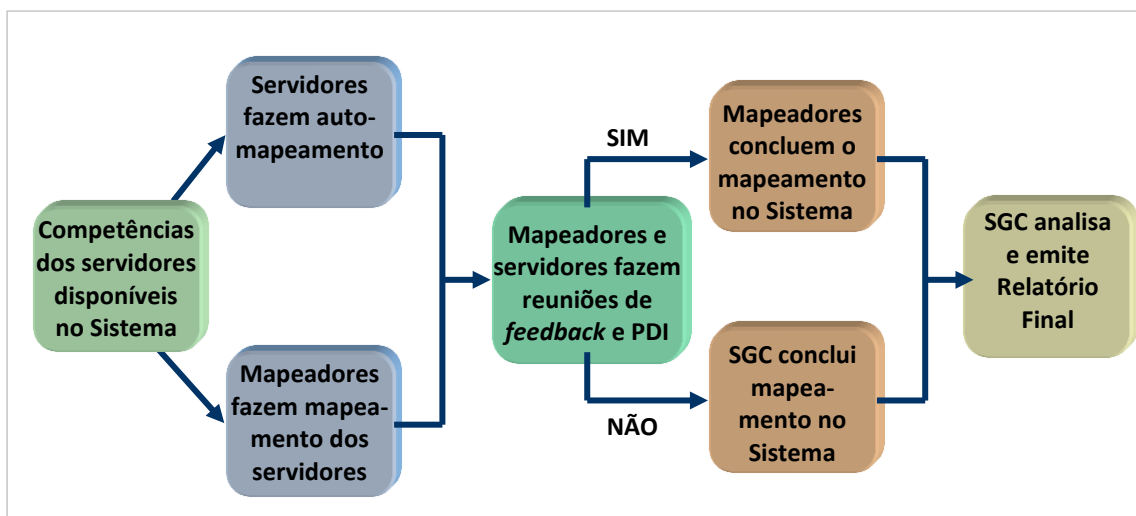 Competências
dos servidores
disponíveis
no Sistema
Servidores
fazem auto-
mapeamento
Mapeadores
fazem mapea-
mento dos
servidores
Mapeadores e
servidores fazem
reuniões de
feedback e PDI
SIM
NÃO
Mapeadores
concluem o
mapeamento
no Sistema
SGC conclui
mapea-
mento no
Sistema
SGC analisa
e emite
Relatório
Final